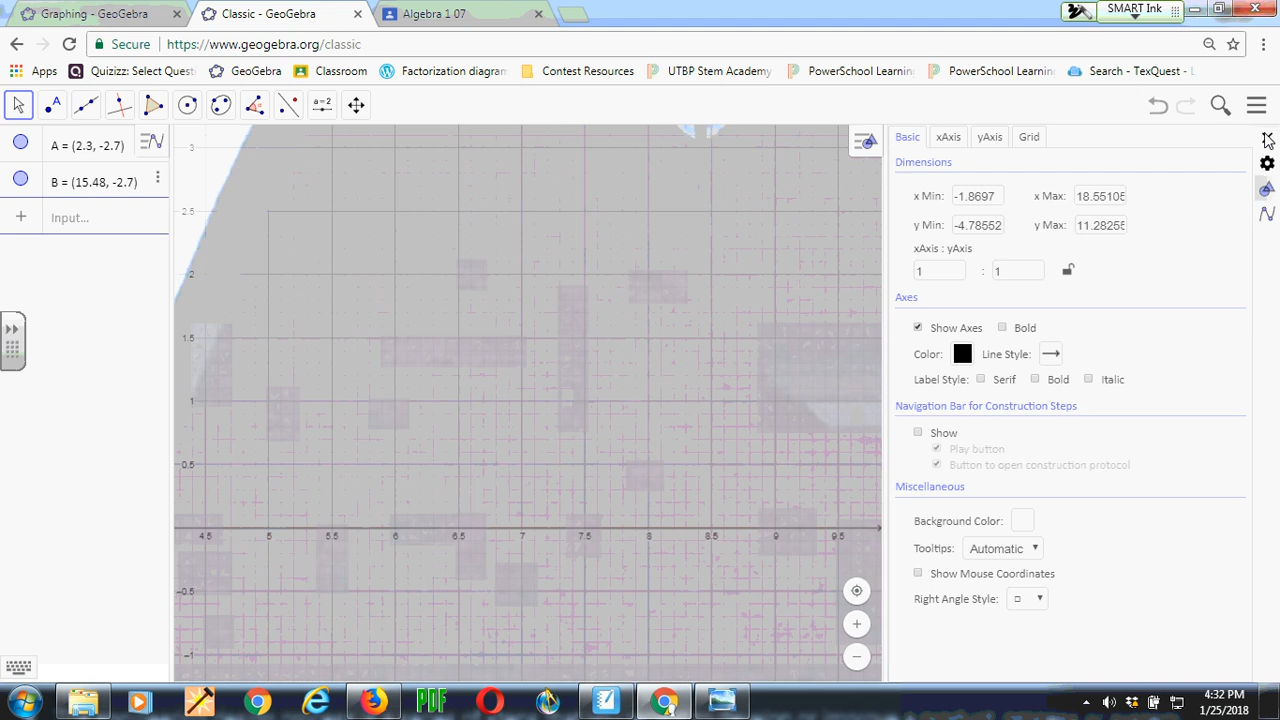 Graphing - GeoGebra
Classic - GeoGebra
Algebra 1 07
SMART Ink
Secure
https://www.geogebra.org/classic
Apps
Quizizz: Select Quest
GeoGebra
Classroom
Factorization diagram
Contest Resources
UTBP Stem Academy
PowerSchool Learning
PowerSchool Learning
Search - TexQuest -
a=2
A = (2.3, -2.7)
B = (15.48, -2.7)
Input...
3
2.5
2
1.5
1
0.5
-0.5
-1
4.5
5
5.5
6
6.5
7
7.5
8
8.5
9
9.5
Basic
xAxis
yAxis
Grid
Dimensions
x Min: -1.8697
x Max: 18.55108
y Min: -4.78552
y Max: 11.28255
xAxis : yAxis
1 : 1
Axes
Show Axes
Bold
Color:
Line Style:
Label Style:
Serif
Bold
Italic
Navigation Bar for Construction Steps
Show
Play button
Button to open construction protocol
Miscellaneous
Background Color:
Tooltips: Automatic
Show Mouse Coordinates
Right Angle Style:
PDF
4:32 PM
1/25/2018